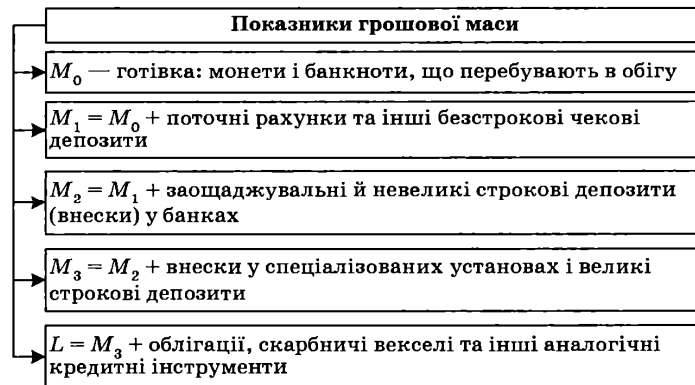 Показники грошової маси
M₀ — готівка: монети і банкноти, що перебувають в обігу
M₁ = M₀ + поточні рахунки та інші безстрокові чекові
депозити
M₂ = M₁ + заощаджувальні й невеликі строкові депозити
(внески) у банках
M₃ = M₂ + внески у спеціалізованих установах і великі
строкові депозити
L = M₃ + облігації, скарбничі векселі та інші аналогічні
кредитні інструменти